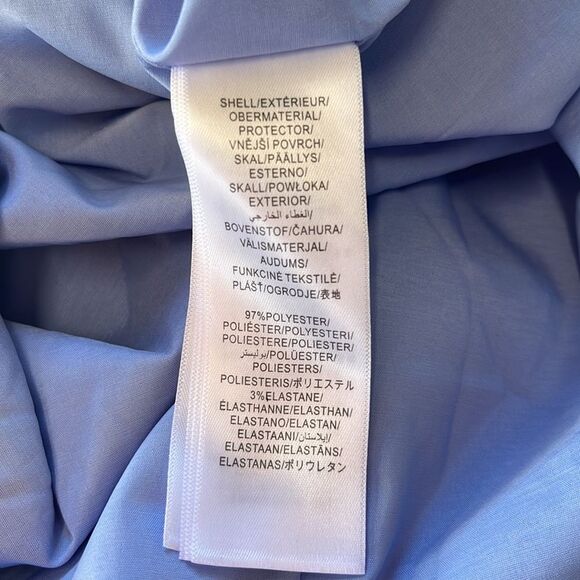 SHELL/EXTÉRIEUR/
OBERMATERIAL/
PROTECTOR/
VNĚJŠÍ POVRCH/
SKAL/PÄÄLLYS/
ESTERNO/
SKALL/POWŁOKA/
EXTERIOR/
الغطاء الخارجي/
BOVENSTOF/ČAHURA/
VÄLISMATERJAL/
AUDUMS/
FUNKCINĖ TEKSTILĖ/
PLÁŠŤ/OGRODJE/表地
97%POLYESTER/
POLIÉSTER/POLYESTERI/
POLIESTERE/POLIESTER/
بوليستر/POLÜESTER/
POLIESTERS/
POLIESTERIS/ポリエステル
3%ELASTANE/
ÉLASTHANNE/ELASTHAN/
ELASTANO/ELASTAN/
ELASTAANI/إيلاستان/
ELASTAAN/ELASTĀNS/
ELASTANAS/ポリウレタン